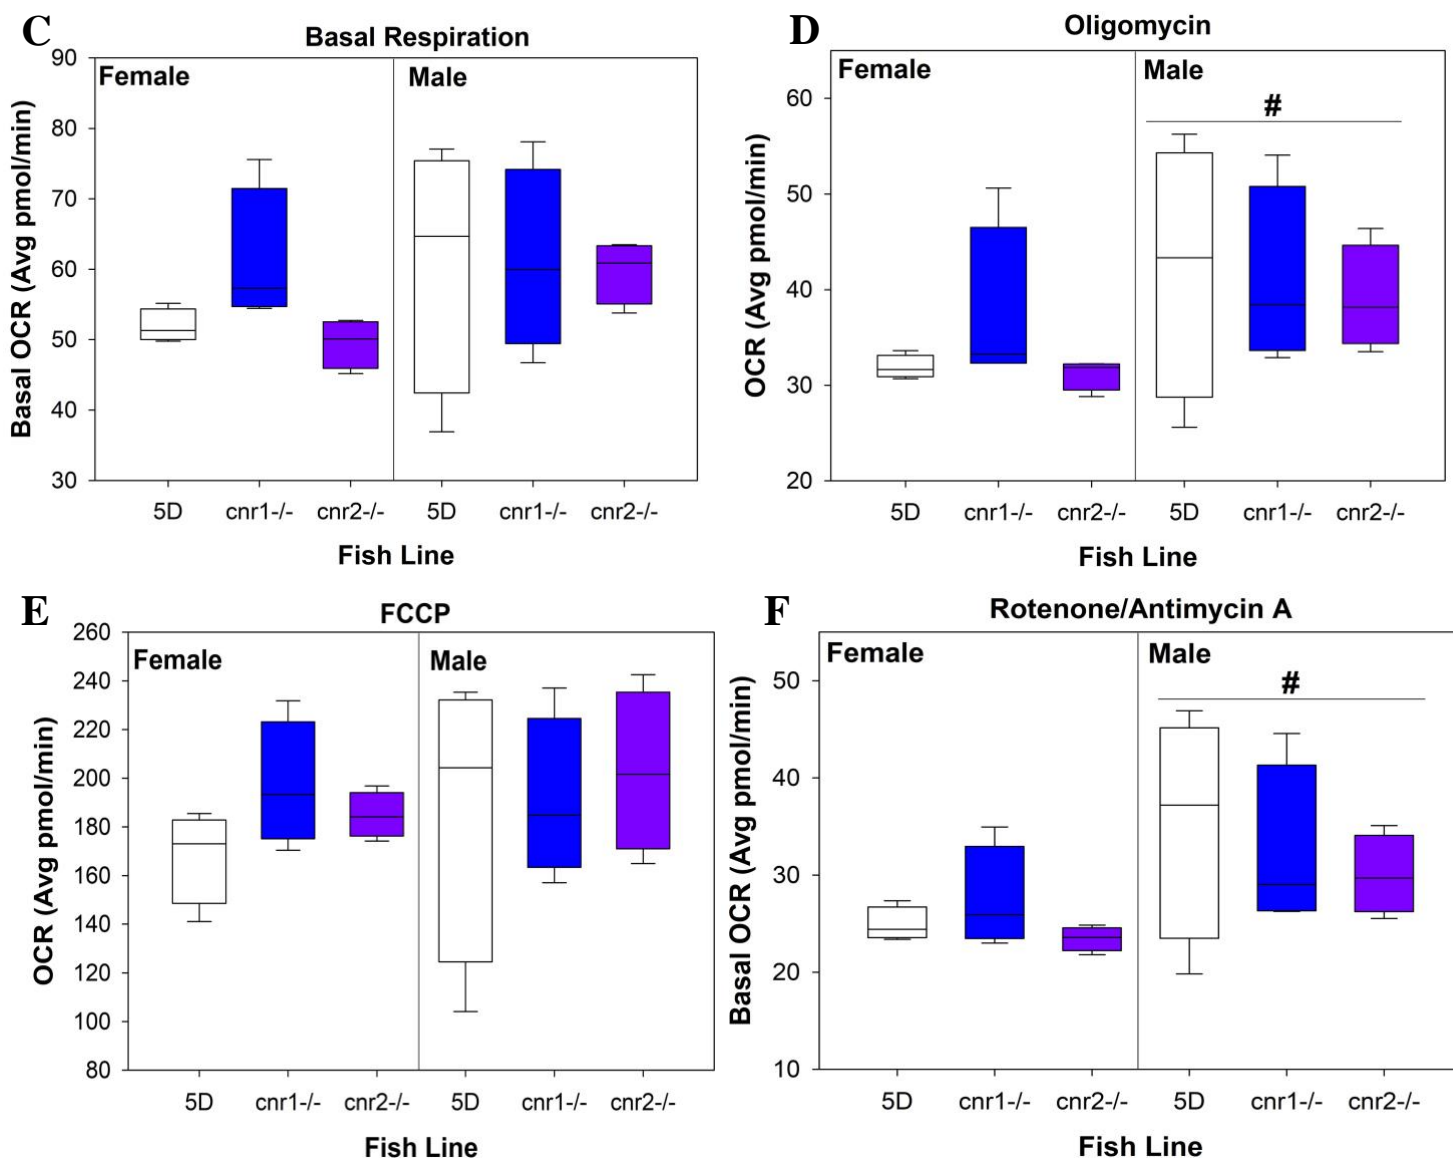 C
Basal Respiration
Female
Male
Basal OCR (Avg pmol/min)
90
80
70
60
50
40
30
5D cnr1-/- cnr2-/- 5D cnr1-/- cnr2-/-
Fish Line
D
Oligomycin
Female
Male
#
OCR (Avg pmol/min)
60
50
40
30
20
5D cnr1-/- cnr2-/- 5D cnr1-/- cnr2-/-
Fish Line
E
FCCP
Female
Male
OCR (Avg pmol/min)
260
240
220
200
180
160
140
120
100
80
5D cnr1-/- cnr2-/- 5D cnr1-/- cnr2-/-
Fish Line
F
Rotenone/Antimycin A
Female
Male
#
Basal OCR (Avg pmol/min)
50
40
30
20
10
5D cnr1-/- cnr2-/- 5D cnr1-/- cnr2-/-
Fish Line